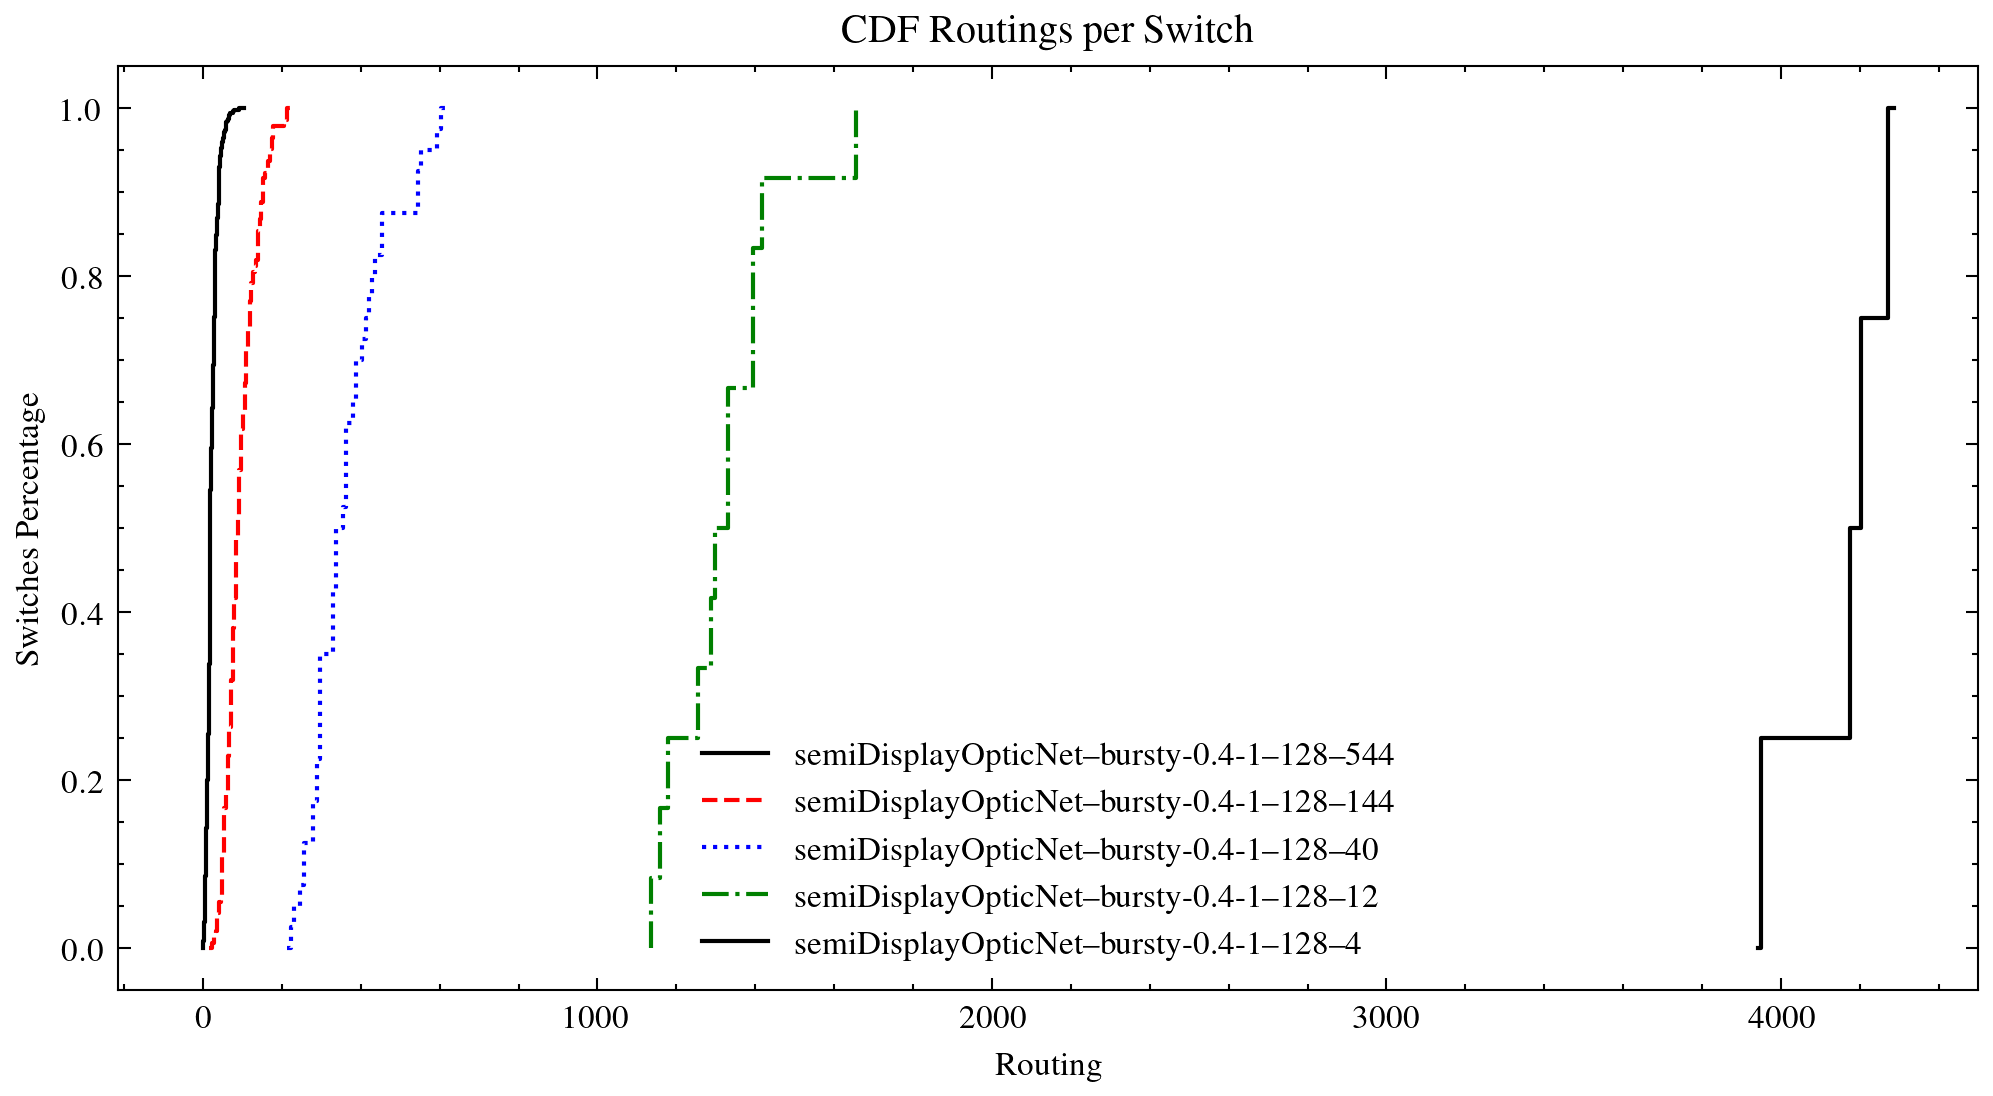 CDF Routings per Switch
1.0
0.8
0.6
0.4
0.2
0.0
Switches Percentage
semiDisplayOpticNet–bursty-0.4-1–128–544
semiDisplayOpticNet–bursty-0.4-1–128–144
semiDisplayOpticNet–bursty-0.4-1–128–40
semiDisplayOpticNet–bursty-0.4-1–128–12
semiDisplayOpticNet–bursty-0.4-1–128–4
0 1000 2000 3000 4000
Routing